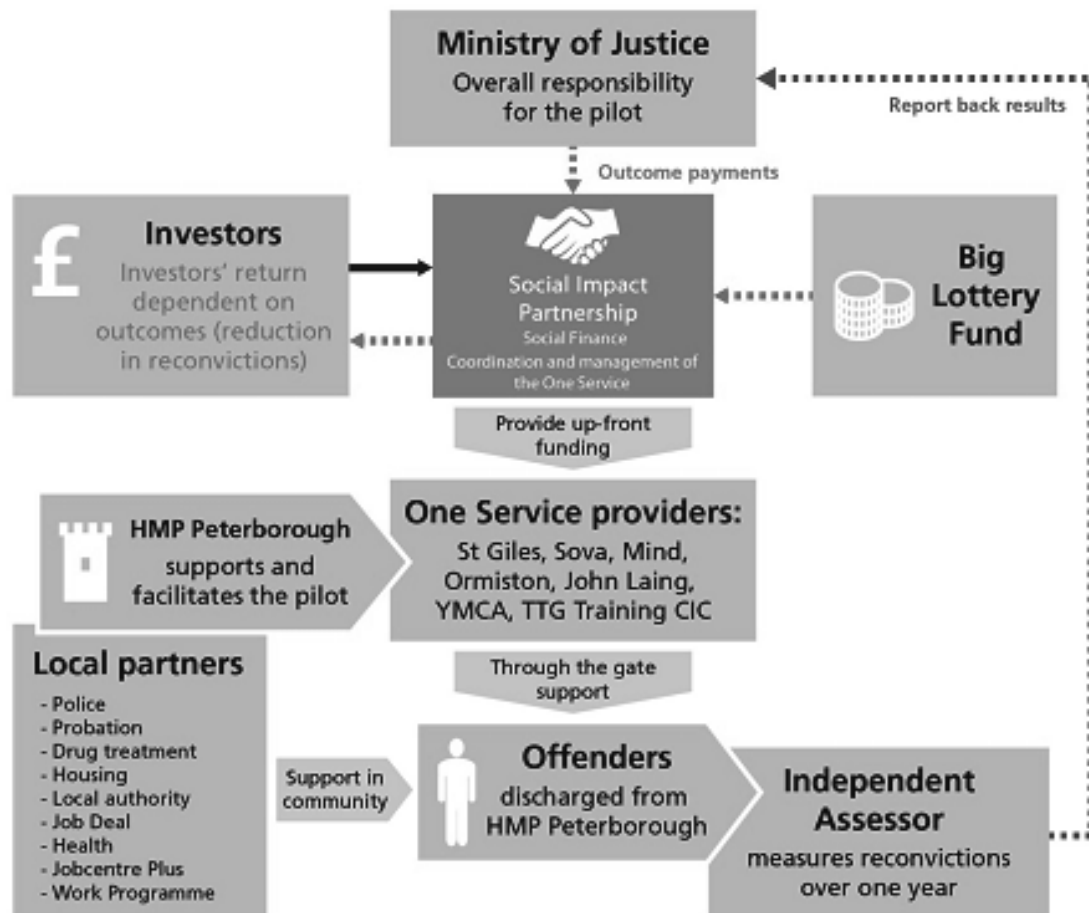 Ministry of Justice
Overall responsibility
for the pilot
Report back results
Outcome payments
£
Investors
Investors' return
dependent on
outcomes (reduction
in reconvictions)
Social Impact
Partnership
Social Finance
Coordination and management of
the One Service
Big
Lottery
Fund
Provide up-front
funding
HMP Peterborough
supports and
facilitates the pilot
One Service providers:
St Giles, Sova, Mind,
Ormiston, John Laing,
YMCA, TTG Training CIC
Through the gate
support
Local partners
- Police
- Probation
- Drug treatment
- Housing
- Local authority
- Job Deal
- Health
- Jobcentre Plus
- Work Programme
Support in
community
Offenders
discharged from
HMP Peterborough
Independent
Assessor
measures reconvictions
over one year